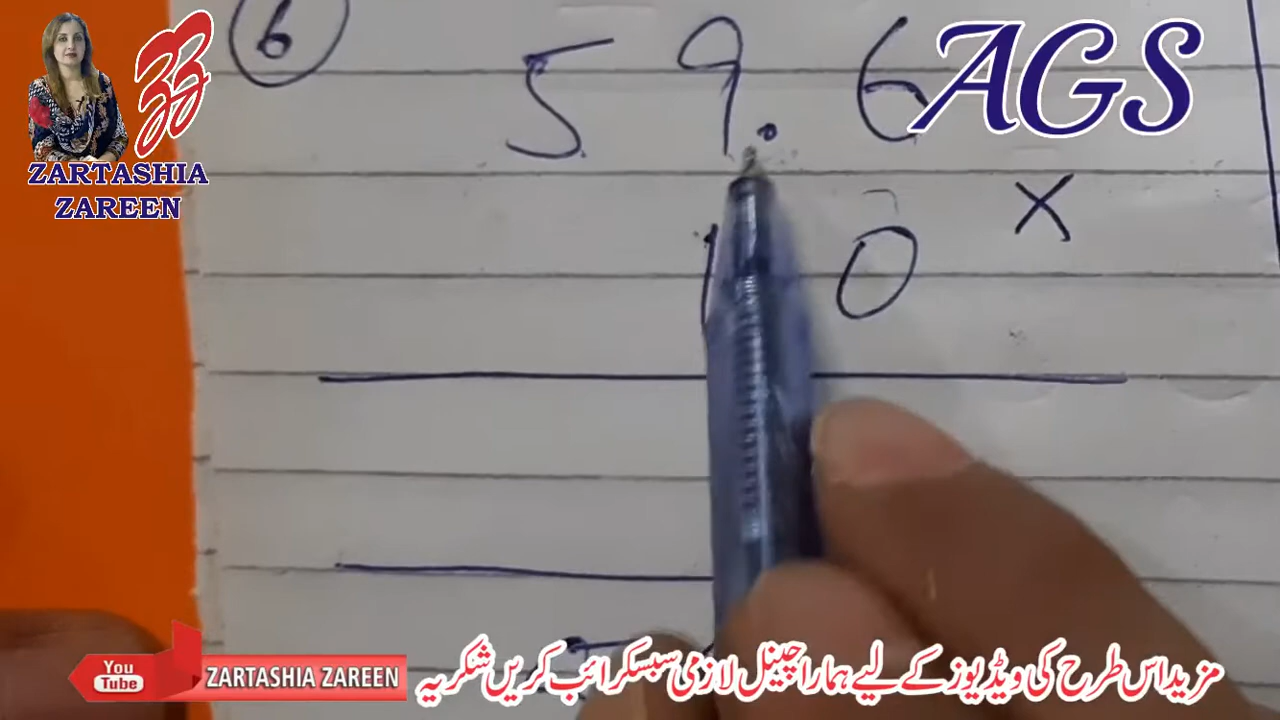 6
59.6
AGS
10 ×
ZARTASHIA
ZAREEN
You
Tube
ZARTASHIA ZAREEN
مزید اس طرح کی ویڈیوز کے لیے ہمارا چینل لازمی سبسکرائب کریں شکریہ